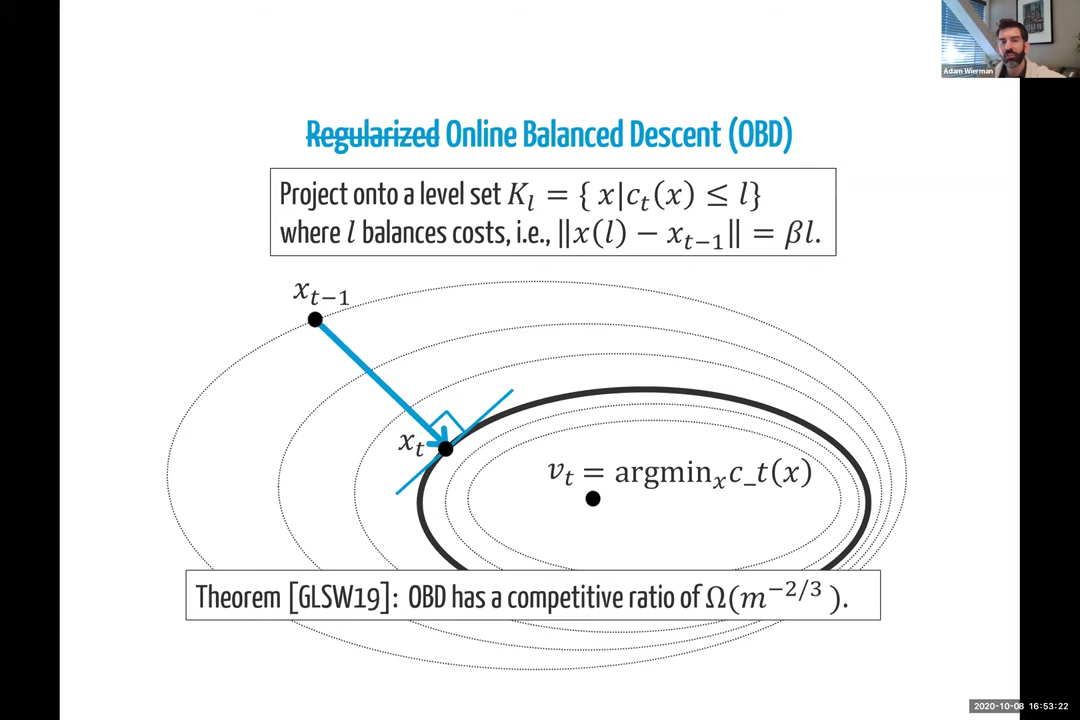 Adam Wierman
Regularized Online Balanced Descent (OBD)
Project onto a level set K_l = { x|c_t(x) ≤ l}
where l balances costs, i.e., ‖x(l) − x_{t−1}‖ = βl.
x_{t−1}
x_t
v_t = argmin_x c_t(x)
Theorem [GLSW19]: OBD has a competitive ratio of Ω(m^{−2/3} ).
2020-10-08 16:53:22